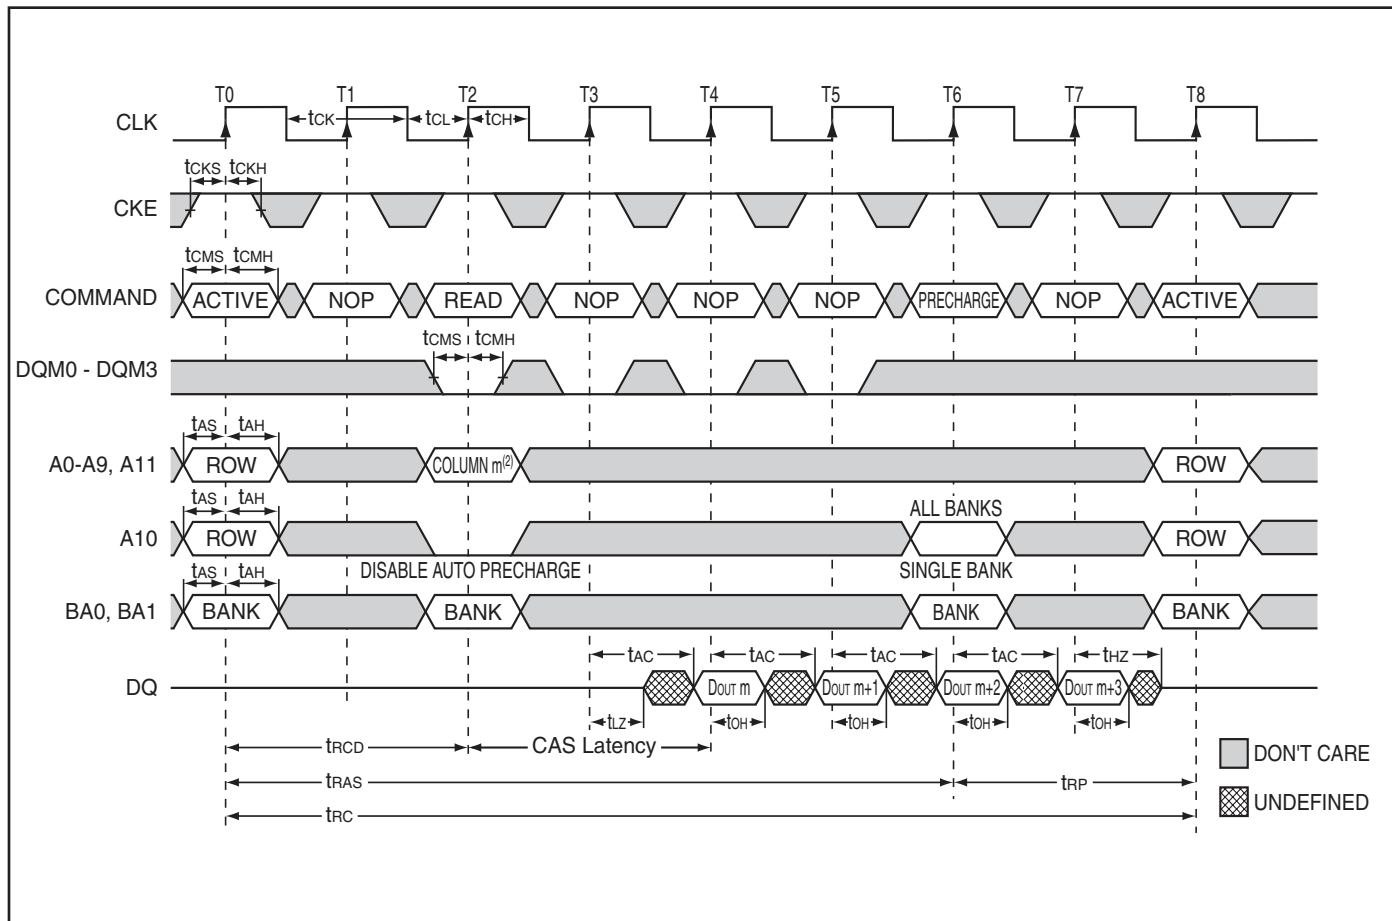 T0 T1 T2 T3 T4 T5 T6 T7 T8
CLK tCK tCL tCH
tCKS tCKH
CKE
tCMS tCMH
COMMAND ACTIVE NOP READ NOP NOP NOP PRECHARGE NOP ACTIVE
tCMS tCMH
DQM0 - DQM3
tAS tAH
A0-A9, A11 ROW COLUMN m(2) ROW
tAS tAH ALL BANKS
A10 ROW ROW
tAS tAH DISABLE AUTO PRECHARGE SINGLE BANK
BA0, BA1 BANK BANK BANK BANK
tAC tAC tAC tAC tHZ
DQ DOUT m DOUT m+1 DOUT m+2 DOUT m+3
tLZ tOH tOH tOH tOH
tRCD CAS Latency
DON'T CARE
tRAS tRP
UNDEFINED
tRC